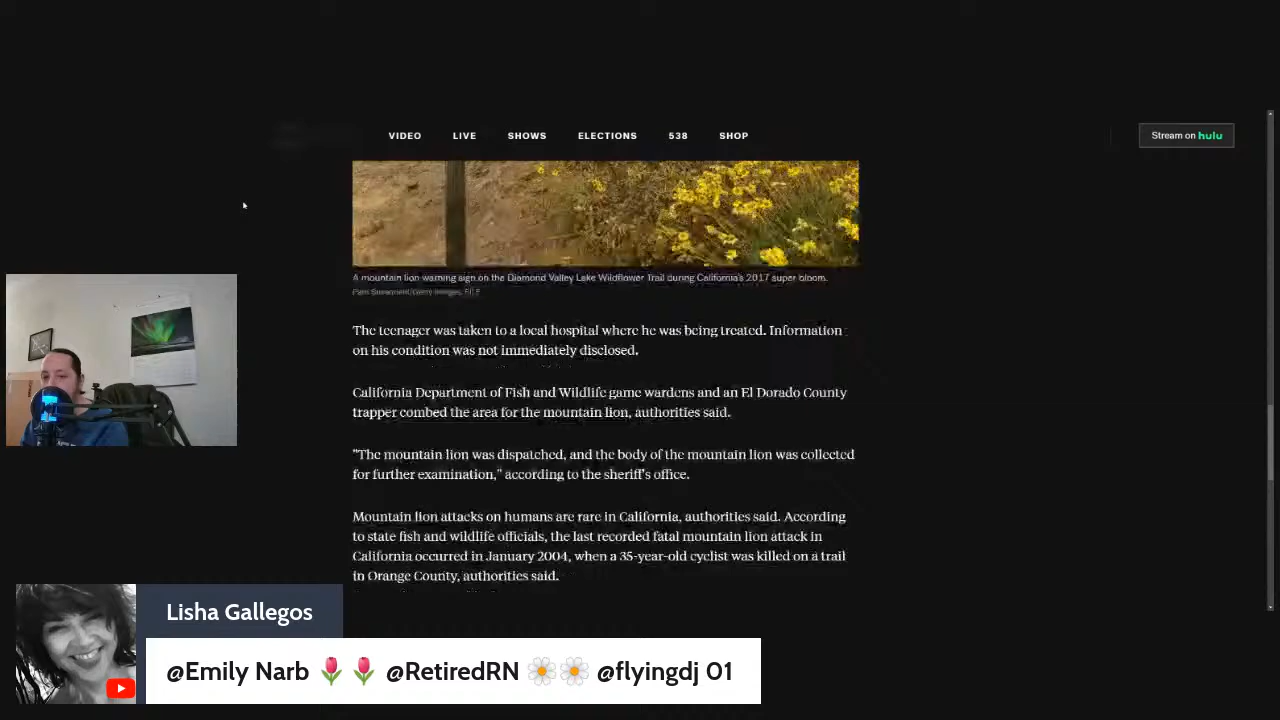 VIDEO LIVE SHOWS ELECTIONS 538 SHOP Stream on hulu
A mountain lion warning sign on the Diamond Valley Lake Wildflower Trail during California's 2017 super bloom.
The teenager was taken to a local hospital where he was being treated. Information
on his condition was not immediately disclosed.
California Department of Fish and Wildlife game wardens and an El Dorado County
trapper combed the area for the mountain lion, authorities said.
"The mountain lion was dispatched, and the body of the mountain lion was collected
for further examination," according to the sheriff's office.
Mountain lion attacks on humans are rare in California, authorities said. According
to state fish and wildlife officials, the last recorded fatal mountain lion attack in
California occurred in January 2004, when a 35-year-old cyclist was killed on a trail
in Orange County, authorities said.
Lisha Gallegos
@Emily Narb 🌷🌷 @RetiredRN 🌼🌼 @flyingdj 01